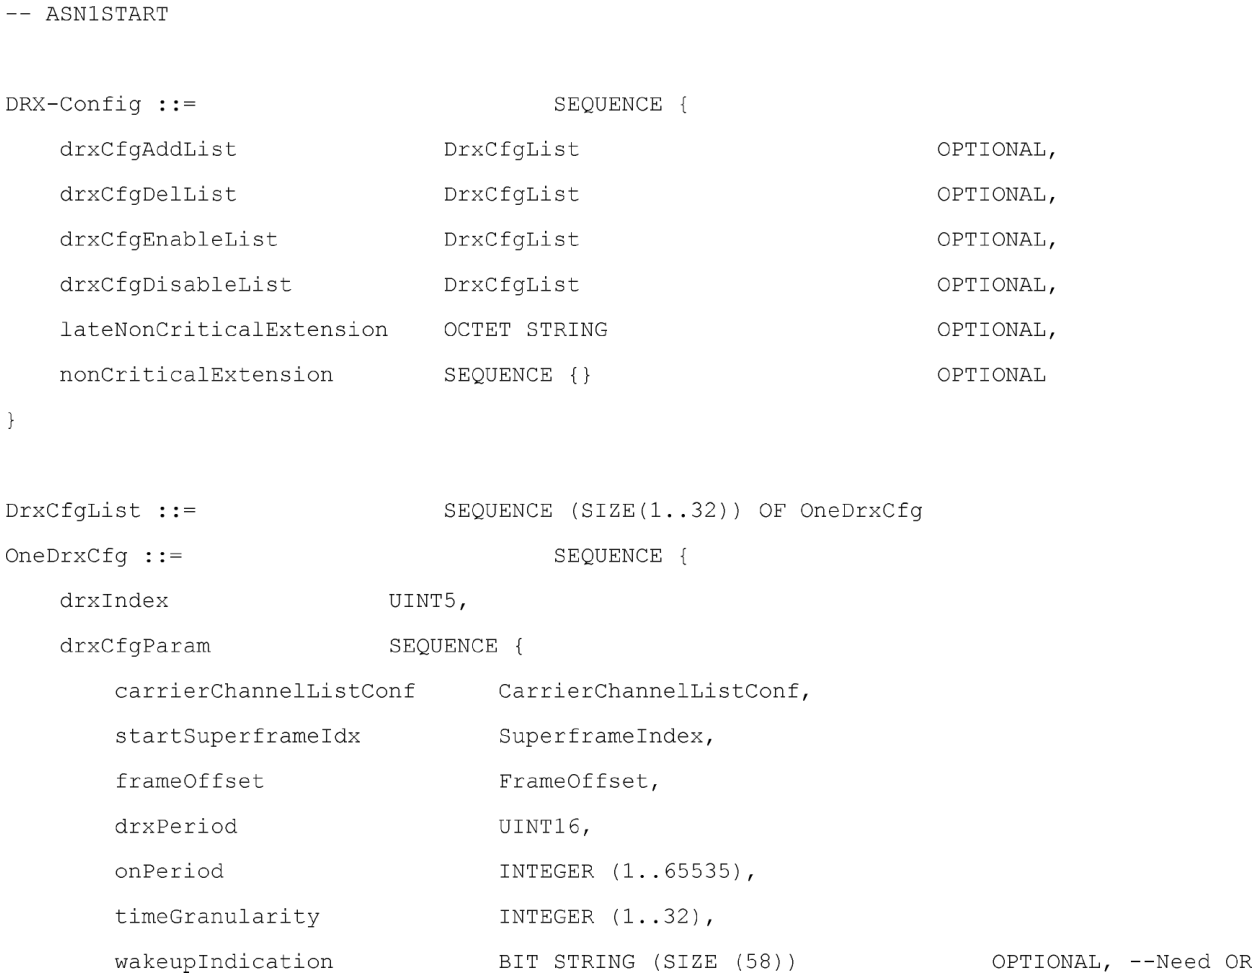 -- ASN1START
DRX-Config ::= SEQUENCE {
drxCfgAddList DrxCfgList OPTIONAL,
drxCfgDelList DrxCfgList OPTIONAL,
drxCfgEnableList DrxCfgList OPTIONAL,
drxCfgDisableList DrxCfgList OPTIONAL,
lateNonCriticalExtension OCTET STRING OPTIONAL,
nonCriticalExtension SEQUENCE {} OPTIONAL
}
DrxCfgList ::= SEQUENCE (SIZE(1..32)) OF OneDrxCfg
OneDrxCfg ::= SEQUENCE {
drxIndex UINT5,
drxCfgParam SEQUENCE {
carrierChannelListConf CarrierChannelListConf,
startSuperframeIdx SuperframeIndex,
frameOffset FrameOffset,
drxPeriod UINT16,
onPeriod INTEGER (1..65535),
timeGranularity INTEGER (1..32),
wakeupIndication BIT STRING (SIZE (58)) OPTIONAL, --Need OR